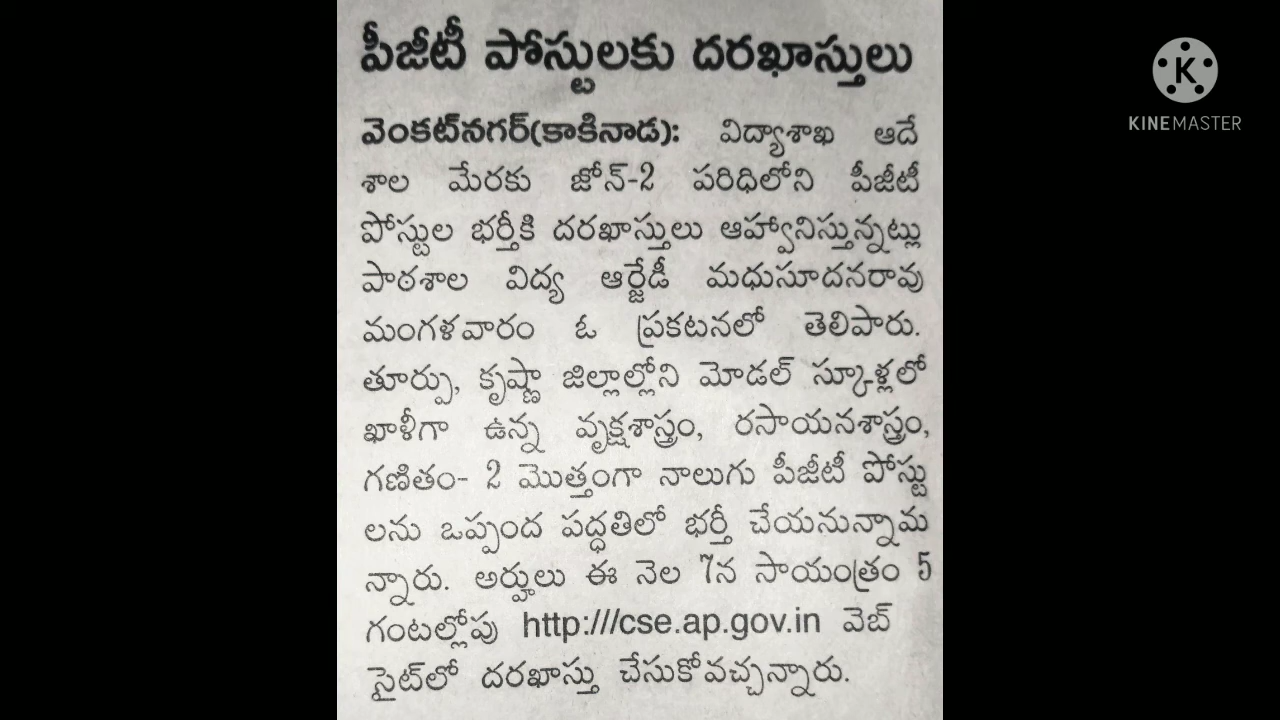 పీజీటీ పోస్టులకు దరఖాస్తులు
వెంకట్‌నగర్(కాకినాడ): విద్యాశాఖ ఆదే
శాల మేరకు జోన్-2 పరిధిలోని పీజీటీ
పోస్టుల భర్తీకి దరఖాస్తులు ఆహ్వానిస్తున్నట్లు
పాఠశాల విద్య ఆర్జేడీ మధుసూదనరావు
మంగళవారం ఓ ప్రకటనలో తెలిపారు.
తూర్పు, కృష్ణా జిల్లాల్లోని మోడల్ స్కూళ్లలో
ఖాళీగా ఉన్న వృక్షశాస్త్రం, రసాయనశాస్త్రం,
గణితం- 2 మొత్తంగా నాలుగు పీజీటీ పోస్టు
లను ఒప్పంద పద్ధతిలో భర్తీ చేయనున్నామ
న్నారు. అర్హులు ఈ నెల 7న సాయంత్రం 5
గంటల్లోపు http:///cse.ap.gov.in వెబ్
సైట్‌లో దరఖాస్తు చేసుకోవచ్చన్నారు.
K
KINEMASTER